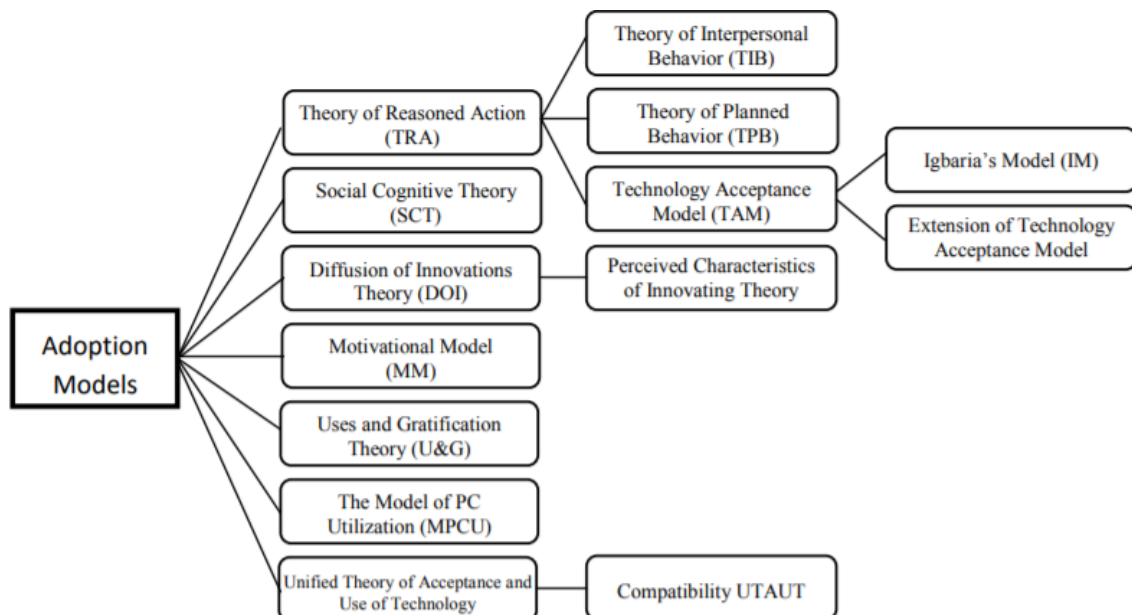 Adoption
Models
Theory of Reasoned Action
(TRA)
Social Cognitive Theory
(SCT)
Diffusion of Innovations
Theory (DOI)
Motivational Model
(MM)
Uses and Gratification
Theory (U&G)
The Model of PC
Utilization (MPCU)
Unified Theory of Acceptance and
Use of Technology
Theory of Interpersonal
Behavior (TIB)
Theory of Planned
Behavior (TPB)
Technology Acceptance
Model (TAM)
Perceived Characteristics
of Innovating Theory
Compatibility UTAUT
Igbaria's Model (IM)
Extension of Technology
Acceptance Model